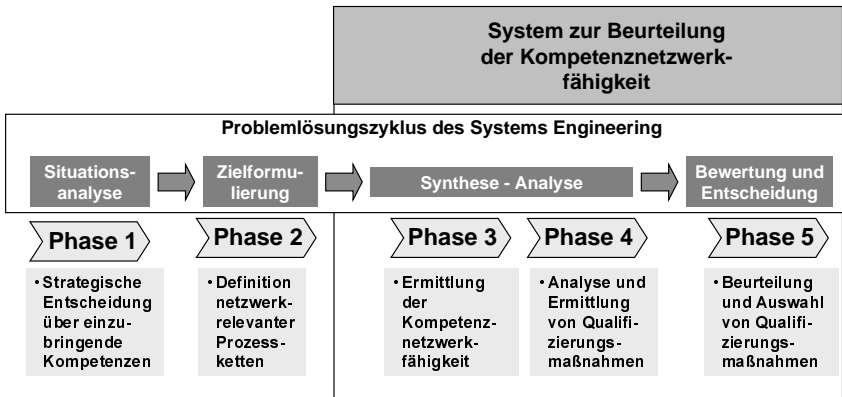 System zur Beurteilung
der Kompetenznetzwerk-
fähigkeit
Problemlösungszyklus des Systems Engineering
Situations-
analyse
Zielformu-
lierung
Synthese - Analyse
Bewertung und
Entscheidung
Phase 1
Phase 2
Phase 3
Phase 4
Phase 5
• Strategische
Entscheidung
über einzu-
bringende
Kompetenzen
• Definition
netzwerk-
relevanter
Prozess-
ketten
• Ermittlung
der
Kompetenz-
netzwerk-
fähigkeit
• Analyse und
Ermittlung
von Qualifi-
zierungs-
maßnahmen
• Beurteilung
und Auswahl
von Qualifi-
zierungs-
maßnahmen